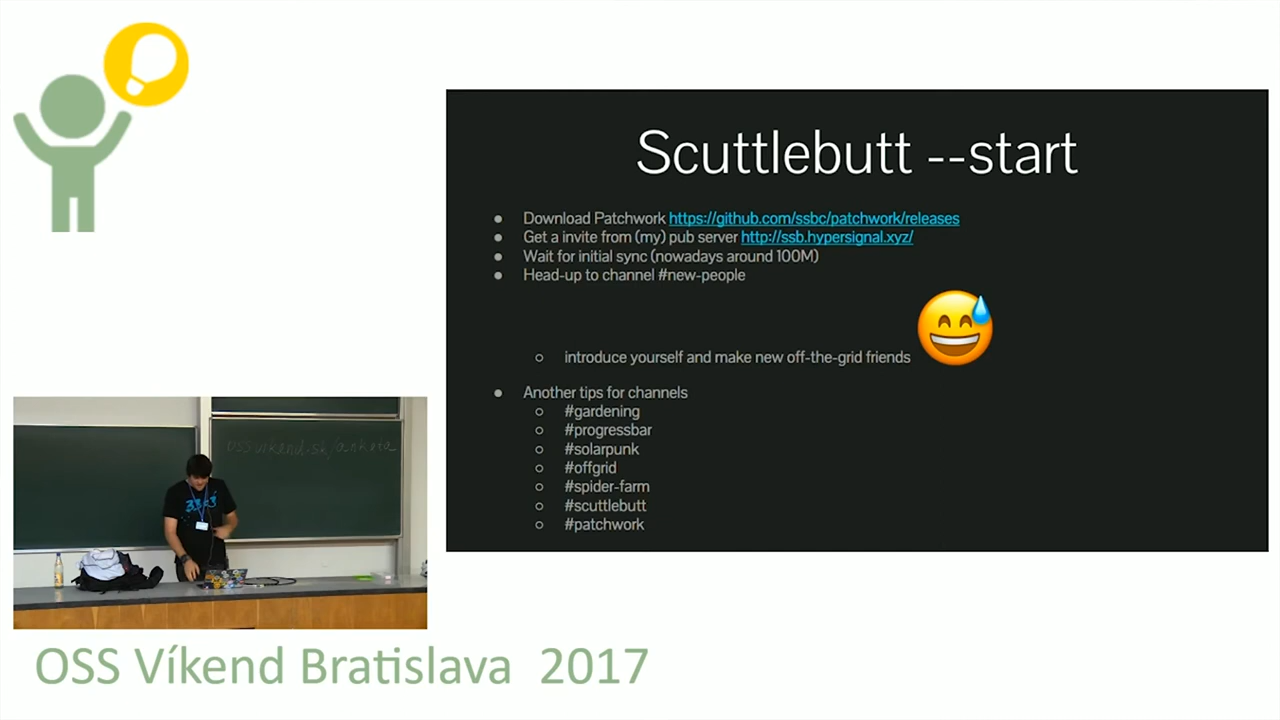 Scuttlebutt --start
Download Patchwork https://github.com/ssbc/patchwork/releases
Get a invite from (my) pub server http://ssb.hypersignal.xyz/
Wait for initial sync (nowadays around 100M)
Head-up to channel #new-people
introduce yourself and make new off-the-grid friends
Another tips for channels
#gardening
#progressbar
#solarpunk
#offgrid
#spider-farm
#scuttlebutt
#patchwork
ossvikend.sk/anketa
OSS Víkend Bratislava 2017